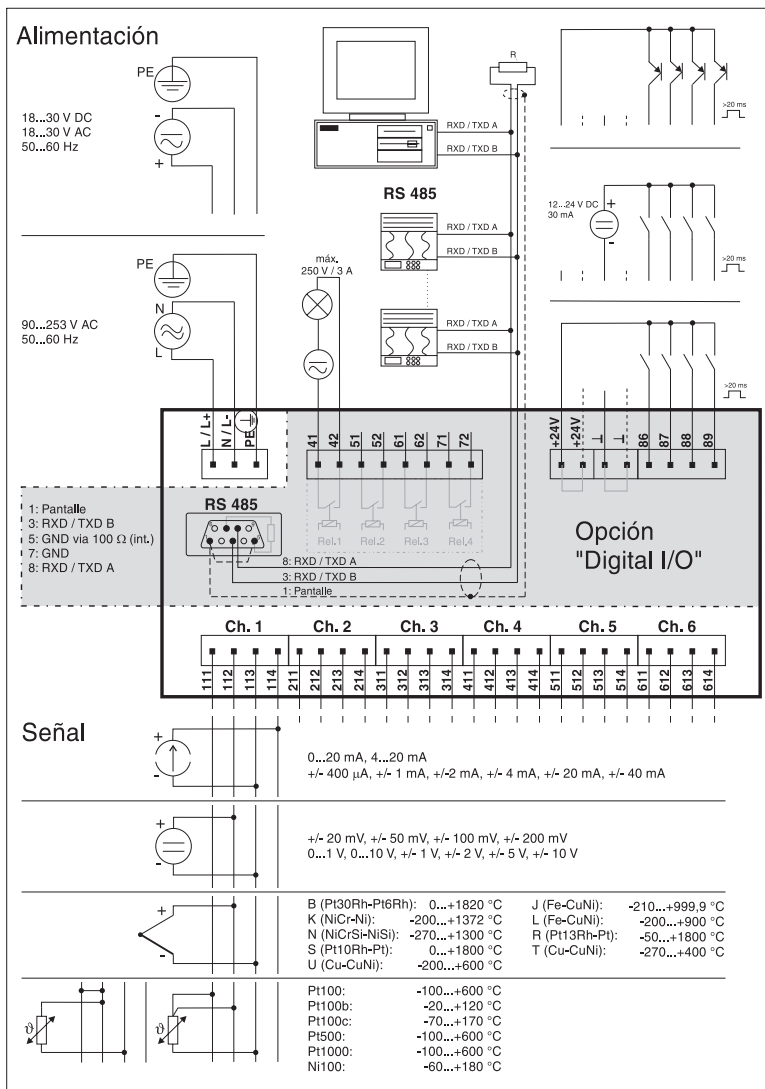 Alimentación
PE
-
18...30 V DC
18...30 V AC
50...60 Hz
+
R
RXD / TXD A
RXD / TXD B
>20 ms
RS 485
12...24 V DC
30 mA
+
-
RXD / TXD A
RXD / TXD B
>20 ms
máx.
250 V / 3 A
PE
N
90...253 V AC
50...60 Hz
L
RXD / TXD A
RXD / TXD B
>20 ms
L / L+
N / L-
PE
41
42
51
52
61
62
71
72
+24V
+24V
86
87
88
89
1: Pantalle
3: RXD / TXD B
5: GND via 100 Ω (int.)
7: GND
8: RXD / TXD A
RS 485
Rel.1
Rel.2
Rel.3
Rel.4
Opción
"Digital I/O"
8: RXD / TXD A
3: RXD / TXD B
1: Pantalle
Ch. 1
Ch. 2
Ch. 3
Ch. 4
Ch. 5
Ch. 6
111
112
113
114
211
212
213
214
311
312
313
314
411
412
413
414
511
512
513
514
611
612
613
614
Señal
+
-
0...20 mA, 4...20 mA
+/- 400 µA, +/- 1 mA, +/-2 mA, +/- 4 mA, +/- 20 mA, +/- 40 mA
+
-
+/- 20 mV, +/- 50 mV, +/- 100 mV, +/- 200 mV
0...1 V, 0...10 V, +/- 1 V, +/- 2 V, +/- 5 V, +/- 10 V
+
-
B (Pt30Rh-Pt6Rh): 0...+1820 °C
K (NiCr-Ni): -200...+1372 °C
N (NiCrSi-NiSi): -270...+1300 °C
S (Pt10Rh-Pt): 0...+1800 °C
U (Cu-CuNi): -200...+600 °C
J (Fe-CuNi): -210...+999,9 °C
L (Fe-CuNi): -200...+900 °C
R (Pt13Rh-Pt): -50...+1800 °C
T (Cu-CuNi): -270...+400 °C
ϑ
ϑ
Pt100: -100...+600 °C
Pt100b: -20...+120 °C
Pt100c: -70...+170 °C
Pt500: -100...+600 °C
Pt1000: -100...+600 °C
Ni100: -60...+180 °C